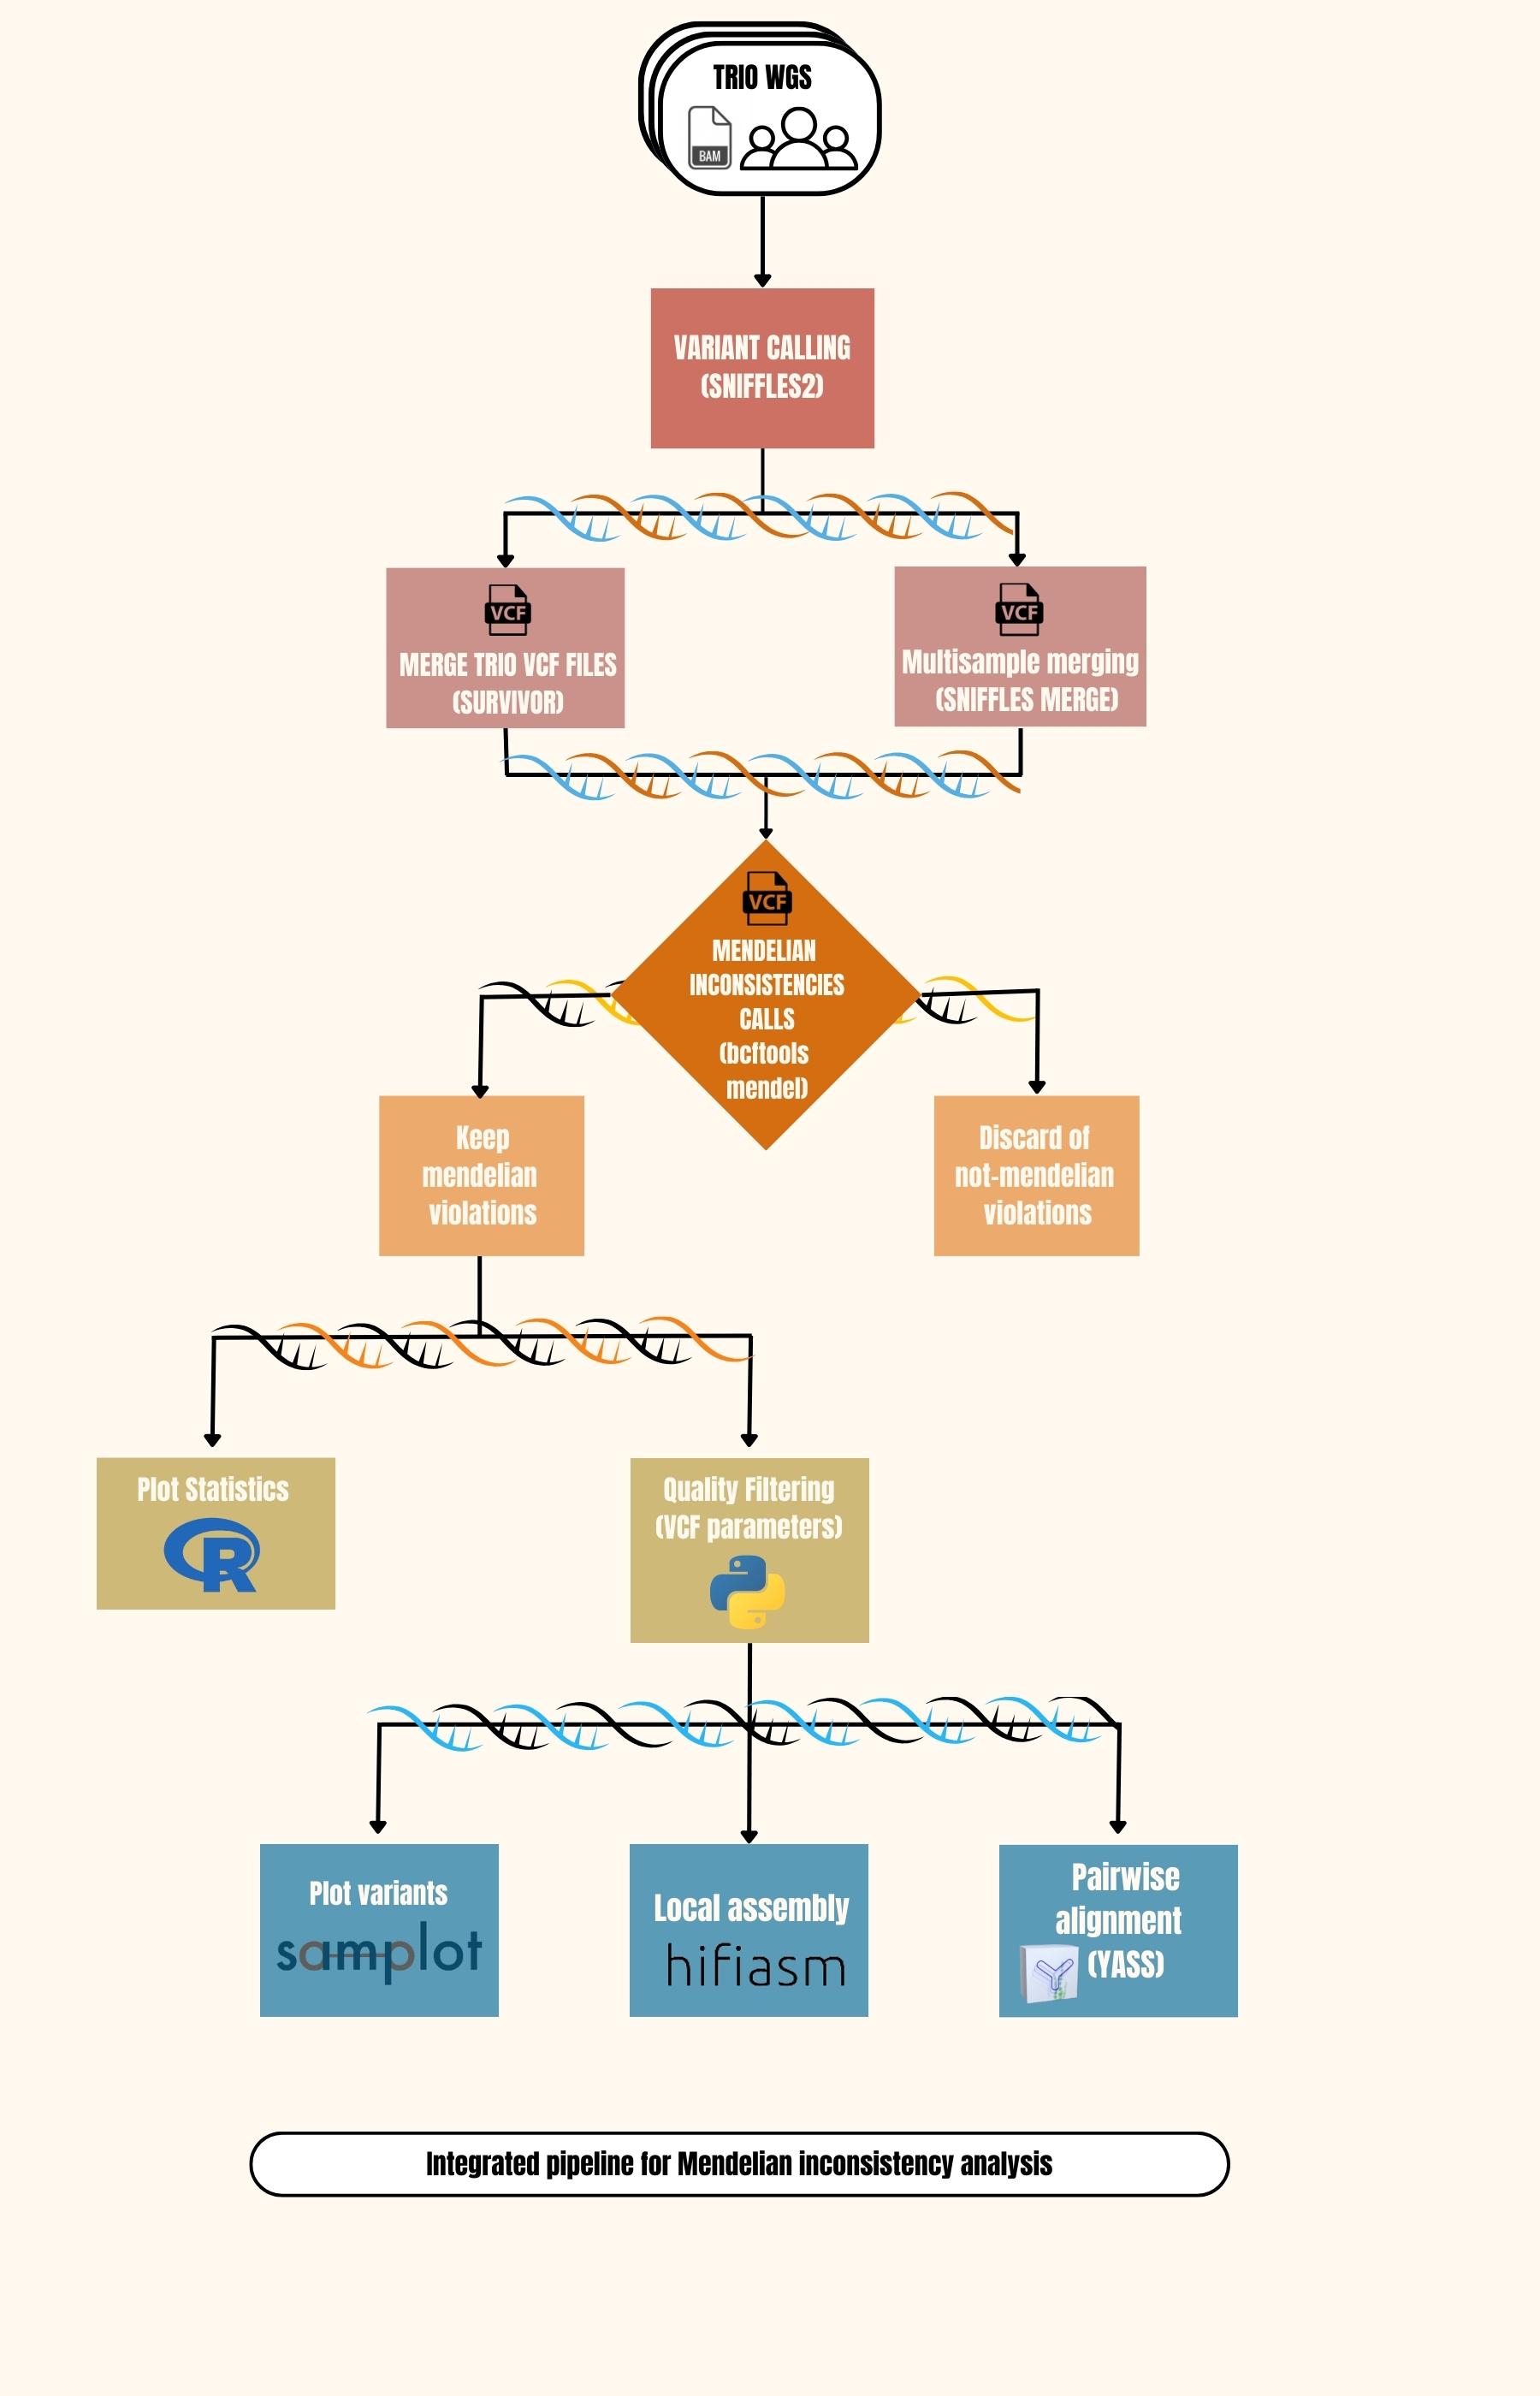 TRIO WGS
BAM
VARIANT CALLING
(SNIFFLES2)
VCF
MERGE TRIO VCF FILES
(SURVIVOR)
VCF
Multisample merging
(SNIFFLES MERGE)
VCF
MENDELIAN
INCONSISTENCIES
CALLS
(bcftools
mendel)
Keep
mendelian
violations
Discard of
not-mendelian
violations
Plot Statistics
R
Quality Filtering
(VCF parameters)
Plot variants
samplot
Local assembly
hifiasm
Pairwise
alignment
(YASS)
Integrated pipeline for Mendelian inconsistency analysis